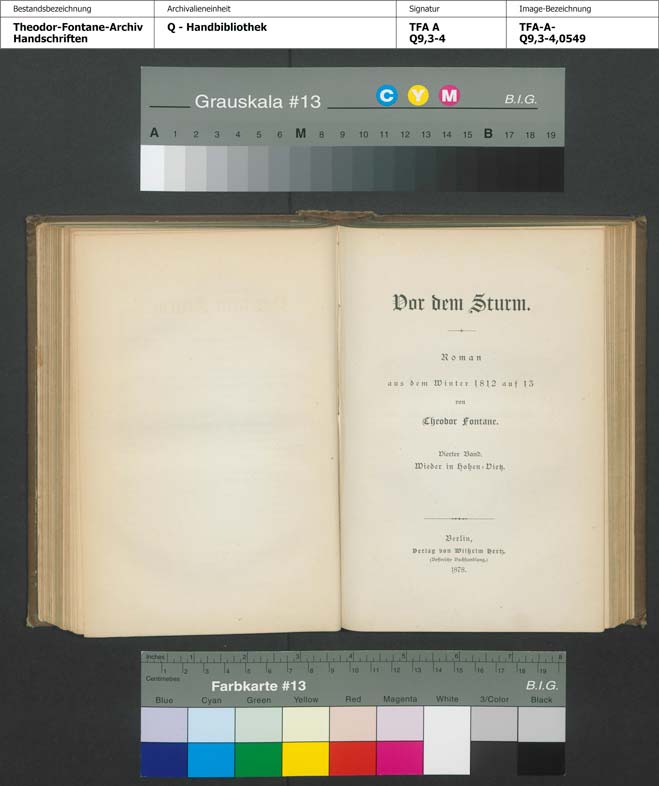 Bestandsbezeichnung Archivalieneinheit Signatur Image-Bezeichnung
Theodor-Fontane-Archiv Q - Handbibliothek TFA A TFA-A-
Handschriften Q9,3-4 Q9,3-4,0549
Grauskala #13 C Y M B.I.G.
A 1 2 3 4 5 6 M 8 9 10 11 12 13 14 15 B 17 18 19
Vor dem Sturm.
Roman
aus dem Winter 1812 auf 13
von
Theodor Fontane.
Vierter Band.
Wieder in Hohen-Vietz.
Berlin,
Verlag von Wilhelm Hertz.
(Bessersche Buchhandlung.)
1878.
Inches 1 2 3 4 5 6 7 8
Centimetres 1 2 3 4 5 6 7 8 9 10 11 12 13 14 15 16 17 18 19
Farbkarte #13 B.I.G.
Blue Cyan Green Yellow Red Magenta White 3/Color Black